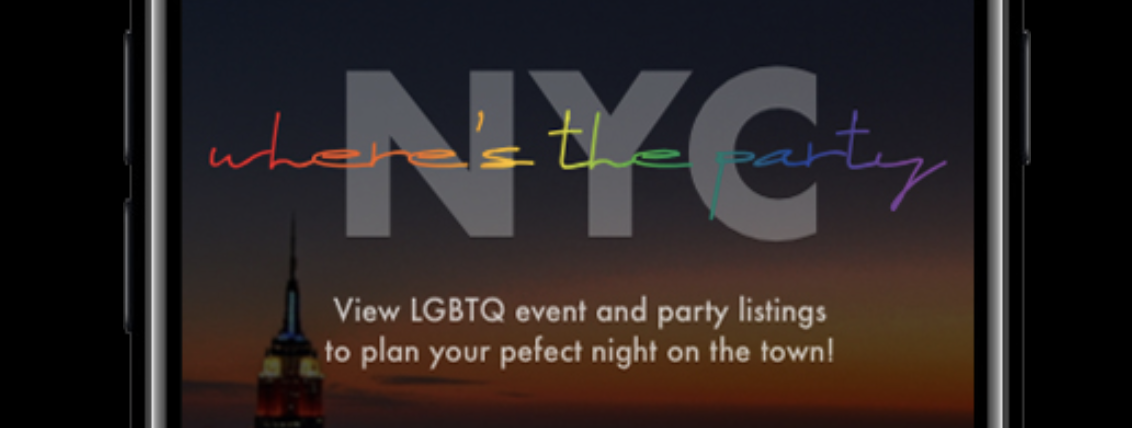 NYC
where's the party
View LGBTQ event and party listings
to plan your pefect night on the town!